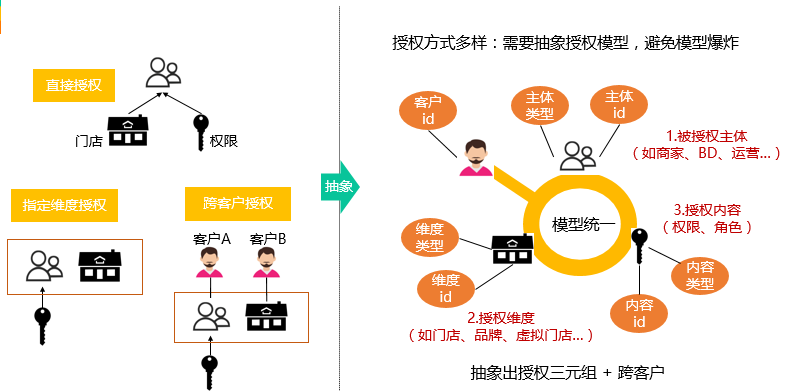 直接授权
门店
权限
指定维度授权
跨客户授权
客户A
客户B
抽象
授权方式多样：需要抽象授权模型，避免模型爆炸
客户
id
主体
类型
主体
id
1.被授权主体
（如商家、BD、运营...）
模型统一
3.授权内容
（权限、角色）
维度
类型
维度
id
内容
类型
内容
id
2.授权维度
（如门店、品牌、虚拟门店...）
抽象出授权三元组 + 跨客户